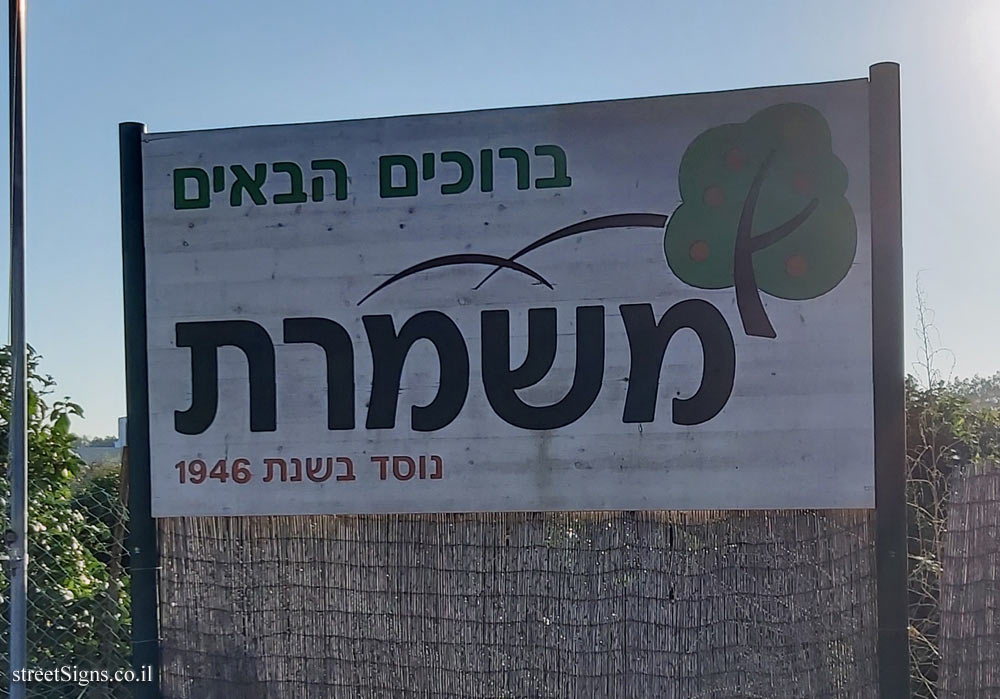 ברוכים הבאים
משמרת
נוסד בשנת 1946
streetSigns.co.il